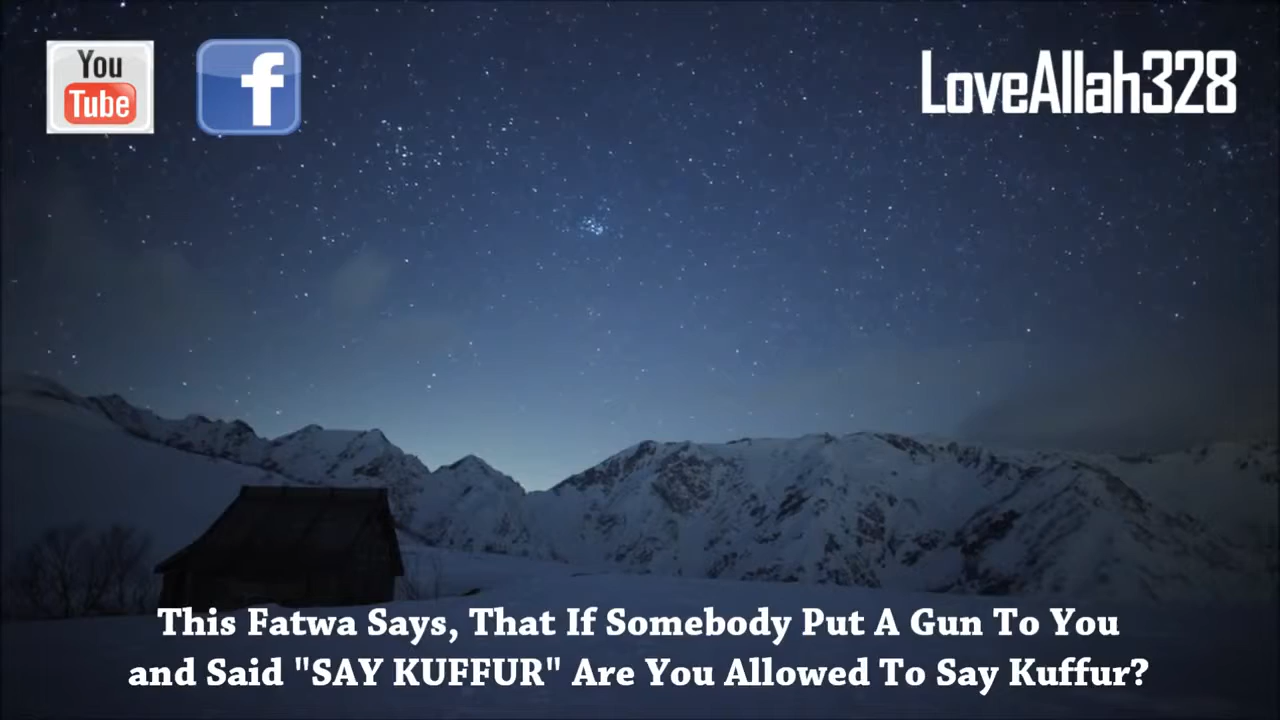 You
Tube
f
LoveAllah328
This Fatwa Says, That If Somebody Put A Gun To You
and Said "SAY KUFFUR" Are You Allowed To Say Kuffur?